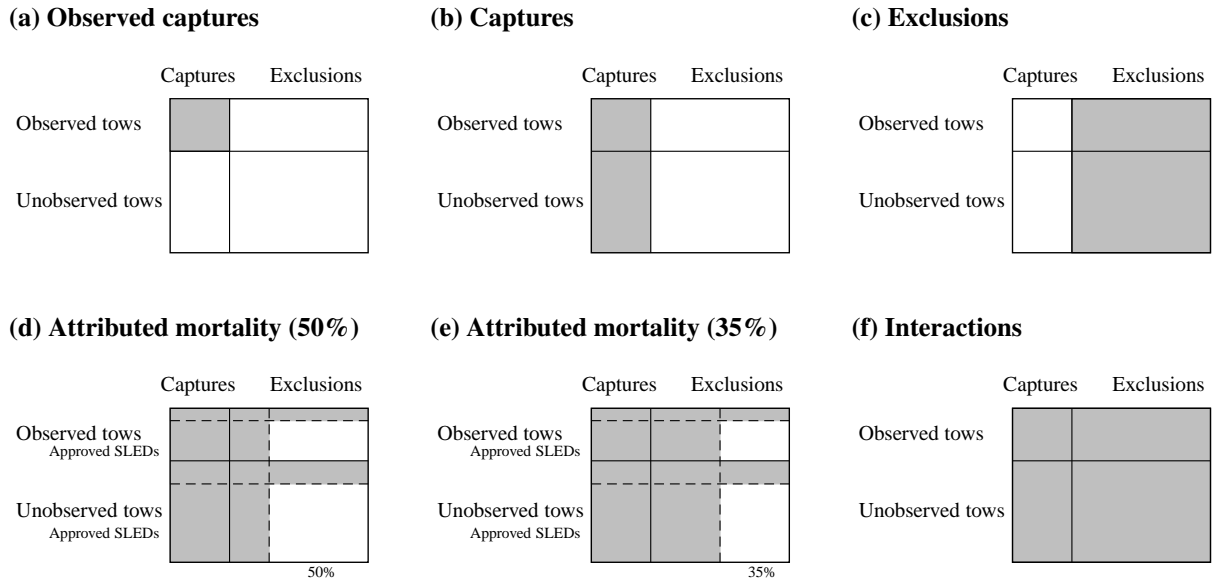 (a) Observed captures
Captures Exclusions
Observed tows
Unobserved tows
(b) Captures
Captures Exclusions
Observed tows
Unobserved tows
(c) Exclusions
Captures Exclusions
Observed tows
Unobserved tows
(d) Attributed mortality (50%)
Captures Exclusions
Observed tows
Approved SLEDs
Unobserved tows
Approved SLEDs
50%
(e) Attributed mortality (35%)
Captures Exclusions
Observed tows
Approved SLEDs
Unobserved tows
Approved SLEDs
35%
(f) Interactions
Captures Exclusions
Observed tows
Unobserved tows